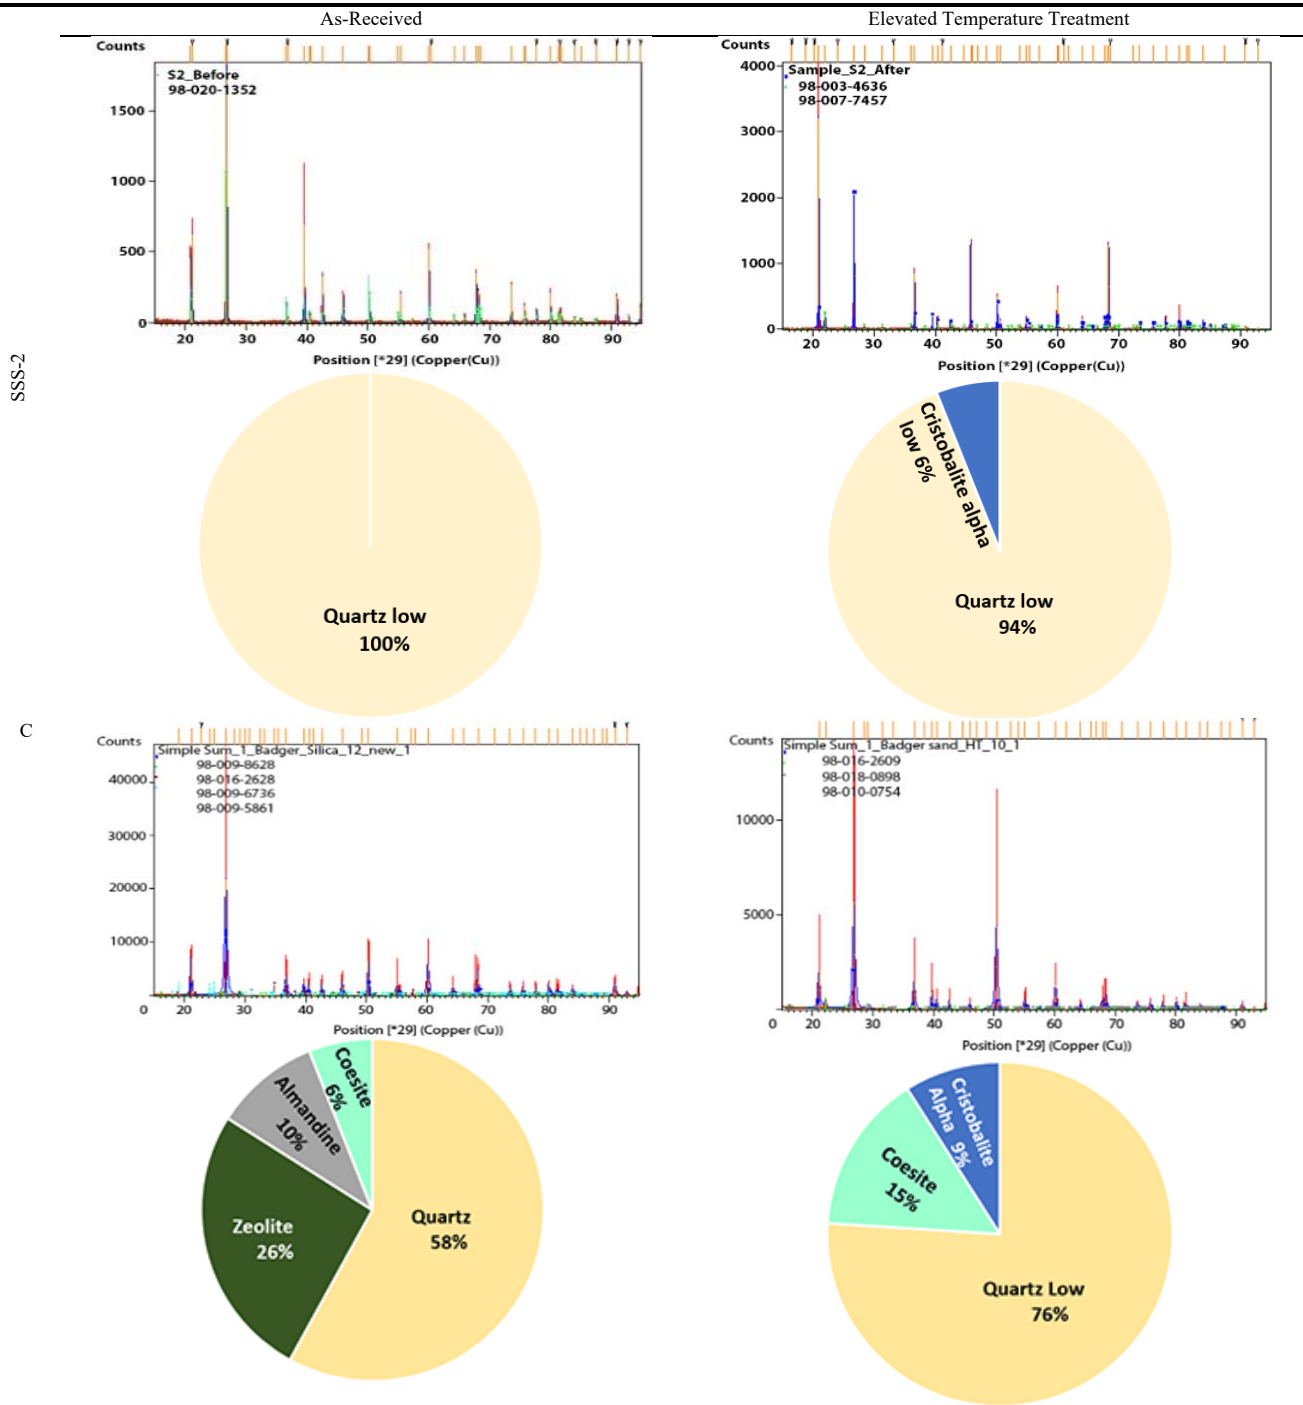 As-Received
Elevated Temperature Treatment
SSS-2
Counts
S2_Before
98-020-1352
1500
1000
500
0
20
30
40
50
60
70
80
90
Position [*29] (Copper(Cu))
Counts
4000
Sample_S2_After
98-003-4636
98-007-7457
3000
2000
1000
0
20
30
40
50
60
70
80
90
Position [*29] (Copper(Cu))
Quartz low
100%
Cristobalite alpha
low 6%
Quartz low
94%
C
Counts
Simple Sum_1_Badger_Silica_12_new_1
98-009-8628
98-016-2628
98-009-6736
98-009-5861
40000
30000
20000
10000
0
20
30
40
50
60
70
80
90
Position [*29] (Copper (Cu))
Counts
Simple Sum_1_Badger sand_HT_10_1
98-016-2609
98-018-0898
98-010-0754
10000
5000
0
20
30
40
50
60
70
80
90
Position [*29] (Copper (Cu))
Coesite
6%
Almandine
10%
Zeolite
26%
Quartz
58%
Cristobalite
Alpha 9%
Coesite
15%
Quartz Low
76%